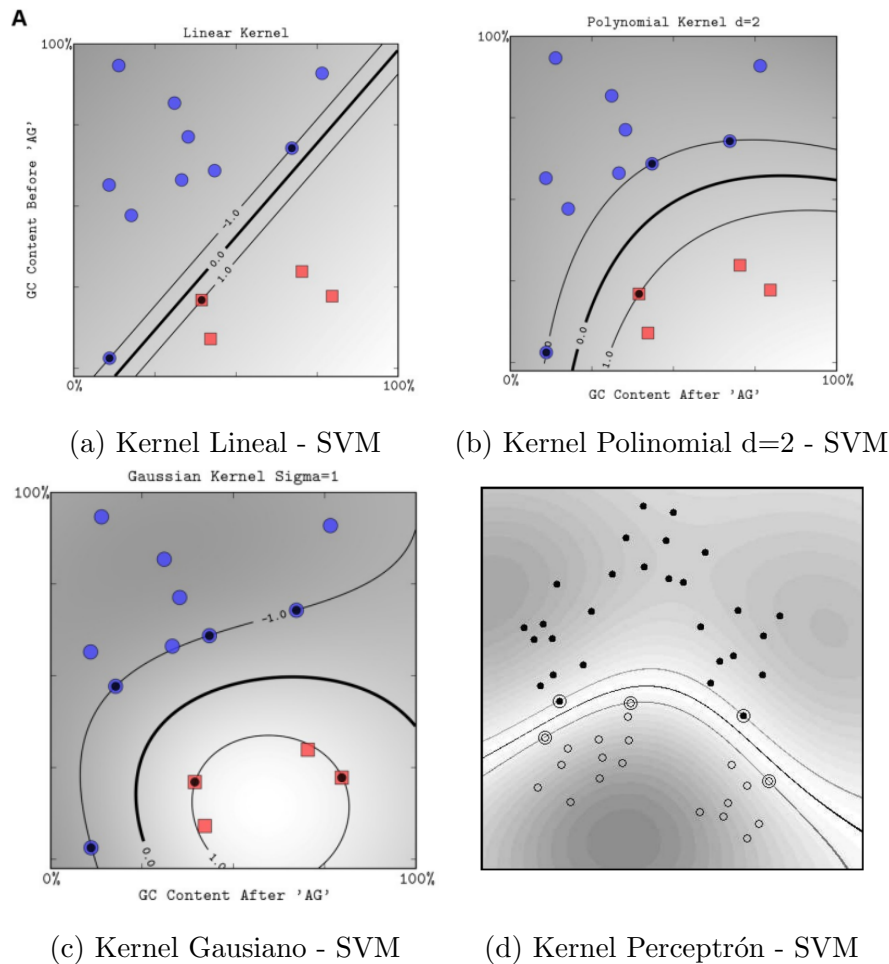 A
Linear Kernel
100%
GC Content Before 'AG'
-1.0
0.0
1.0
0%
100%
(a) Kernel Lineal - SVM
Polynomial Kernel d=2
100%
0.0
1.0
0%
100%
GC Content After 'AG'
(b) Kernel Polinomial d=2 - SVM
Gaussian Kernel Sigma=1
100%
-1.0
0.0
1.0
0%
100%
GC Content After 'AG'
(c) Kernel Gausiano - SVM
(d) Kernel Perceptrón - SVM